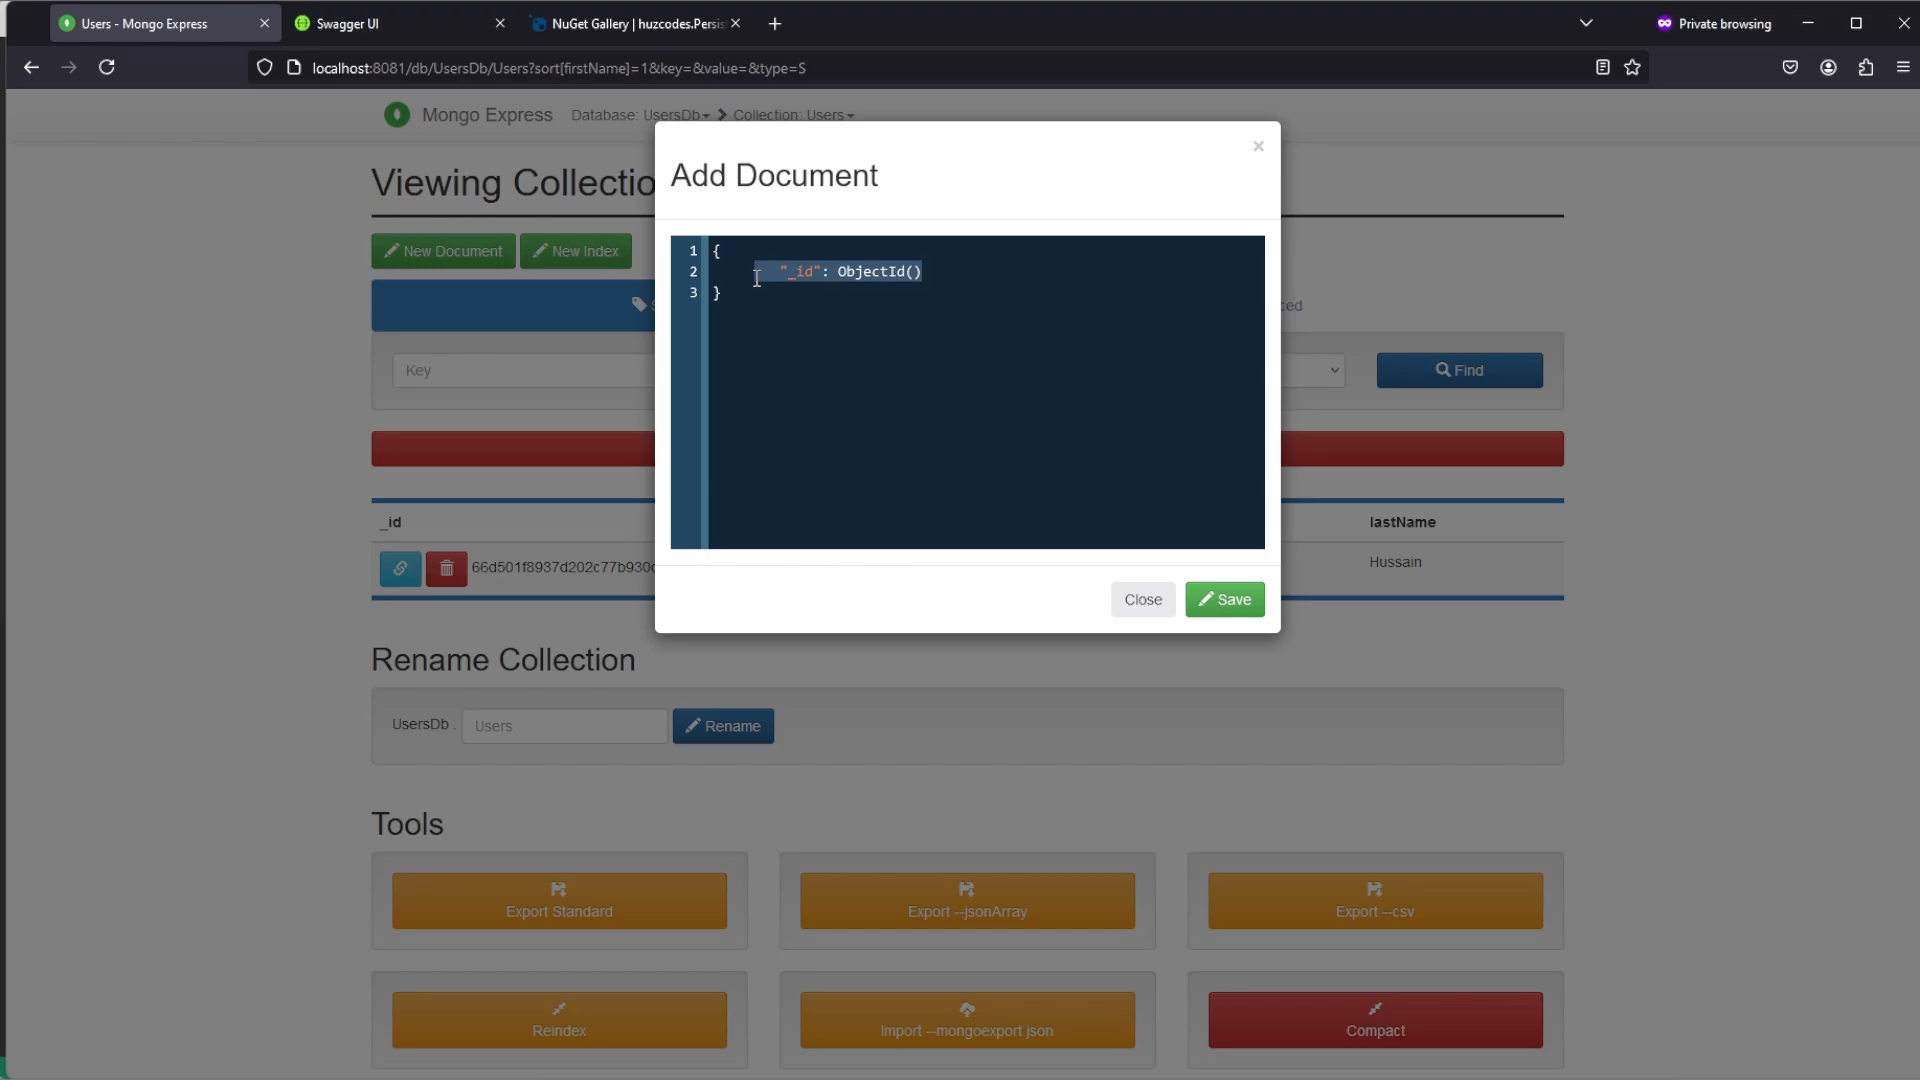 Users - Mongo Express
Swagger UI
NuGet Gallery | huzcodes.Persis
Private browsing
localhost:8081/db/UsersDb/Users?sort[firstName]=1&key=&value=&type=S
Mongo Express
Database: UsersDb
Collection: Users
Viewing Collectio
New Document
New Index
Add Document
×
1 {
2 "_id": ObjectId()
3 }
Key
Find
_id
lastName
66d501f8937d202c77b930
Hussain
Close
Save
Rename Collection
UsersDb .
Users
Rename
Tools
Export Standard
Export --jsonArray
Export --csv
Reindex
Import --mongoexport json
Compact